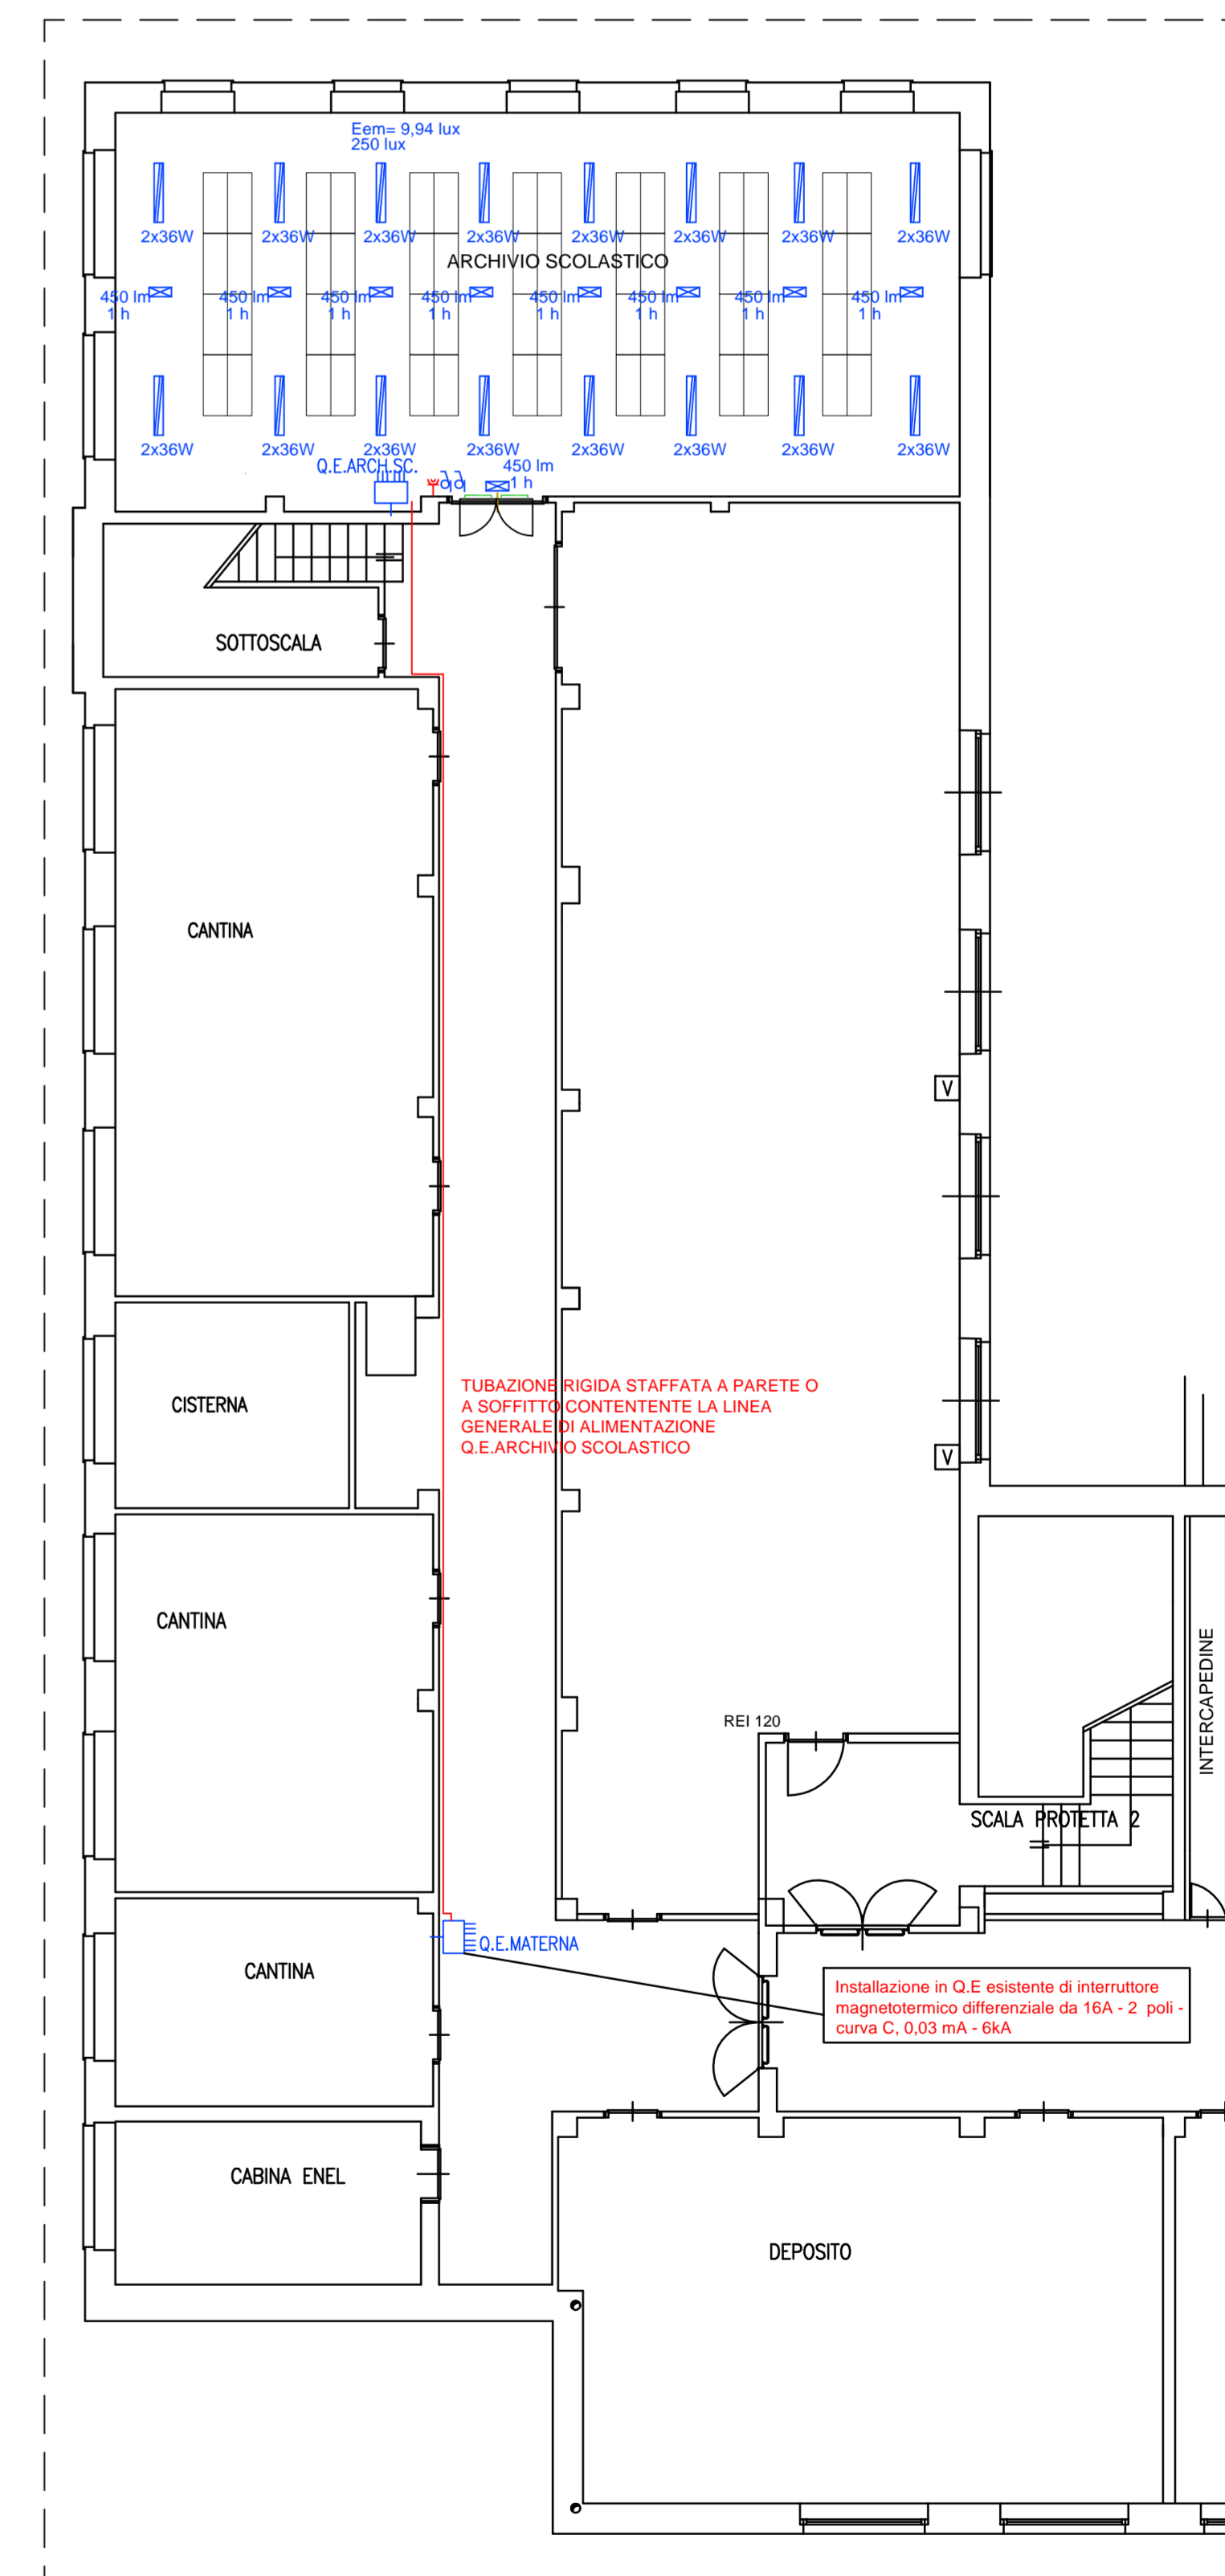 Eem= 9,94 lux
250 lux
2x36W 2x36W 2x36W 2x36W 2x36W 2x36W 2x36W 2x36W
ARCHIVIO SCOLASTICO
450 lm 450 lm 450 lm 450 lm 450 lm 450 lm 450 lm 450 lm
1 h 1 h 1 h 1 h 1 h 1 h 1 h 1 h
2x36W 2x36W 2x36W 2x36W 2x36W 2x36W 2x36W 2x36W
Q.E.ARCH.SC.
450 lm
1 h
SOTTOSCALA
CANTINA
V
TUBAZIONE RIGIDA STAFFATA A PARETE O
A SOFFITTO CONTENTENTE LA LINEA
GENERALE DI ALIMENTAZIONE
Q.E.ARCHIVIO SCOLASTICO
CISTERNA
V
CANTINA
INTERCAPEDINE
REI 120
SCALA PROTETTA 2
Q.E.MATERNA
CANTINA
Installazione in Q.E esistente di interruttore
magnetotermico differenziale da 16A - 2 poli -
curva C, 0,03 mA - 6kA
CABINA ENEL
DEPOSITO